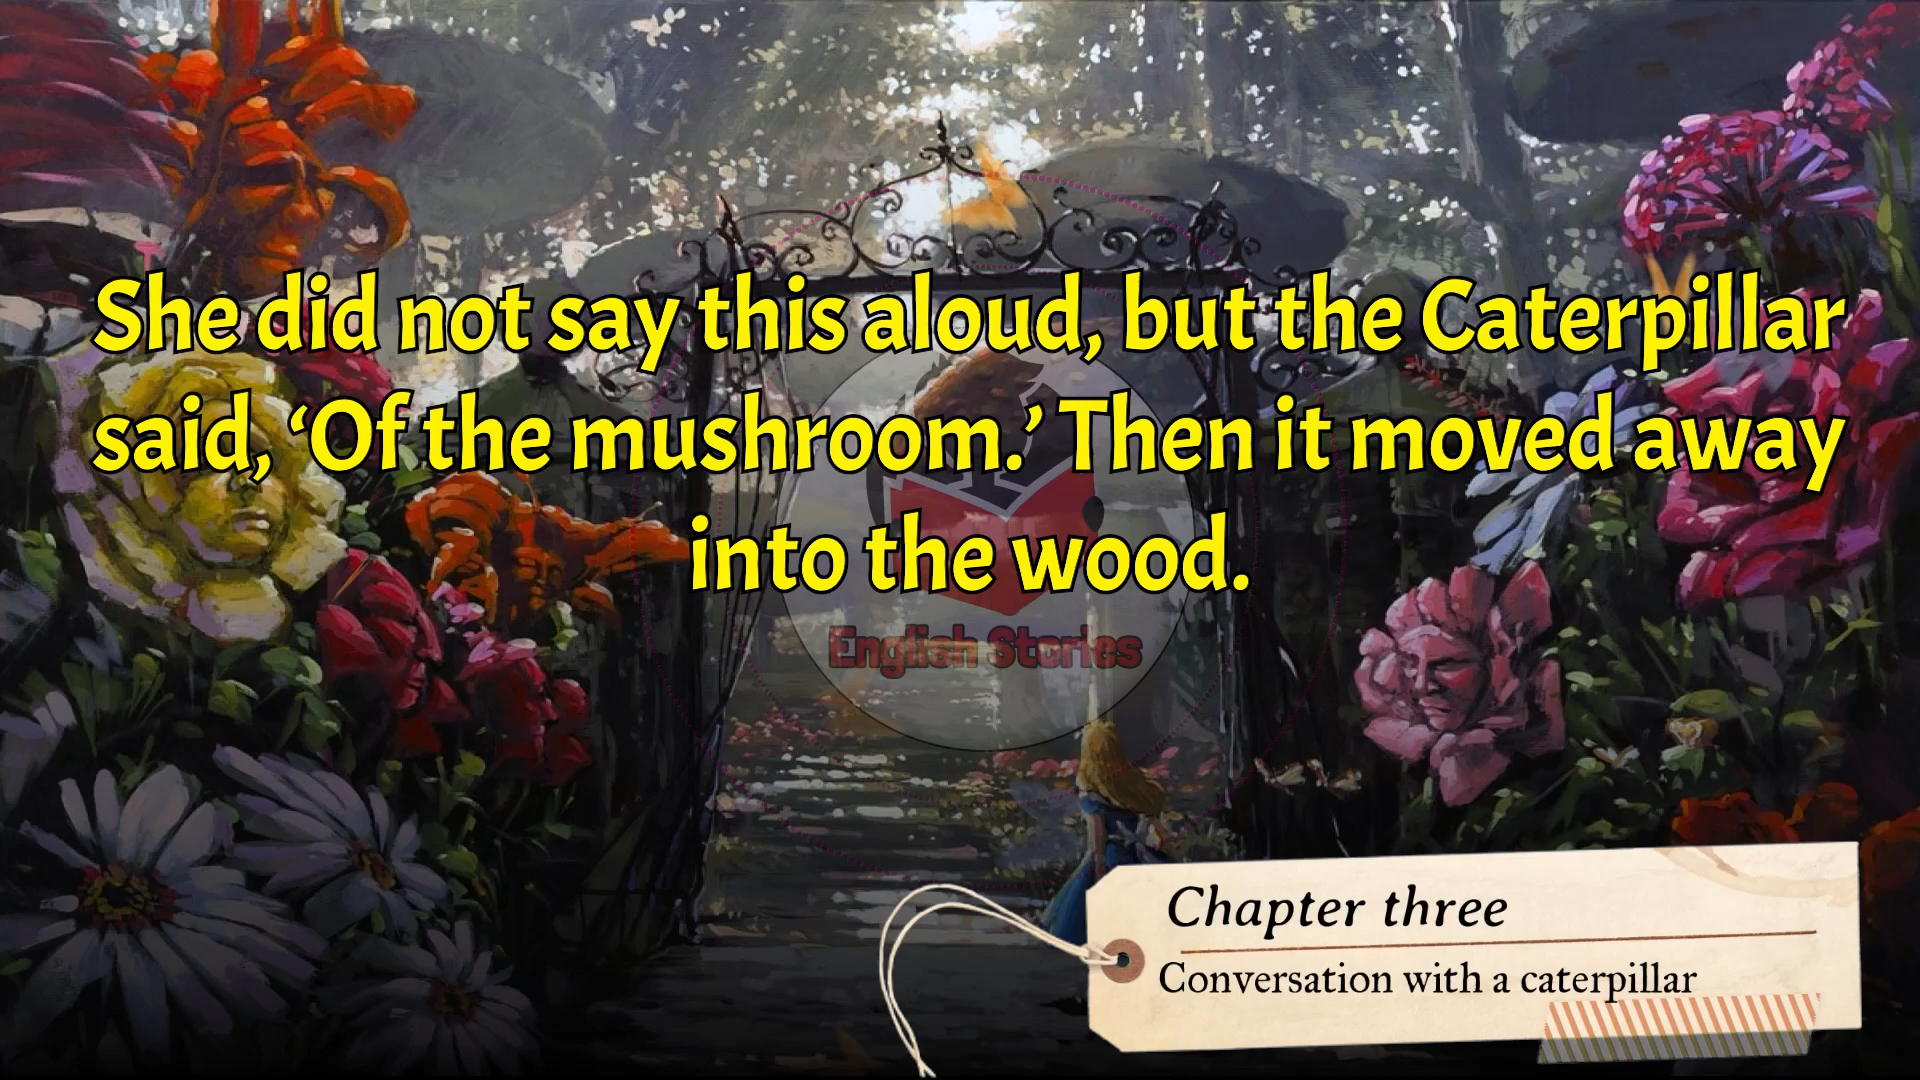 She did not say this aloud, but the Caterpillar
said, ‘Of the mushroom.’ Then it moved away
into the wood.
English Stories
Chapter three
Conversation with a caterpillar